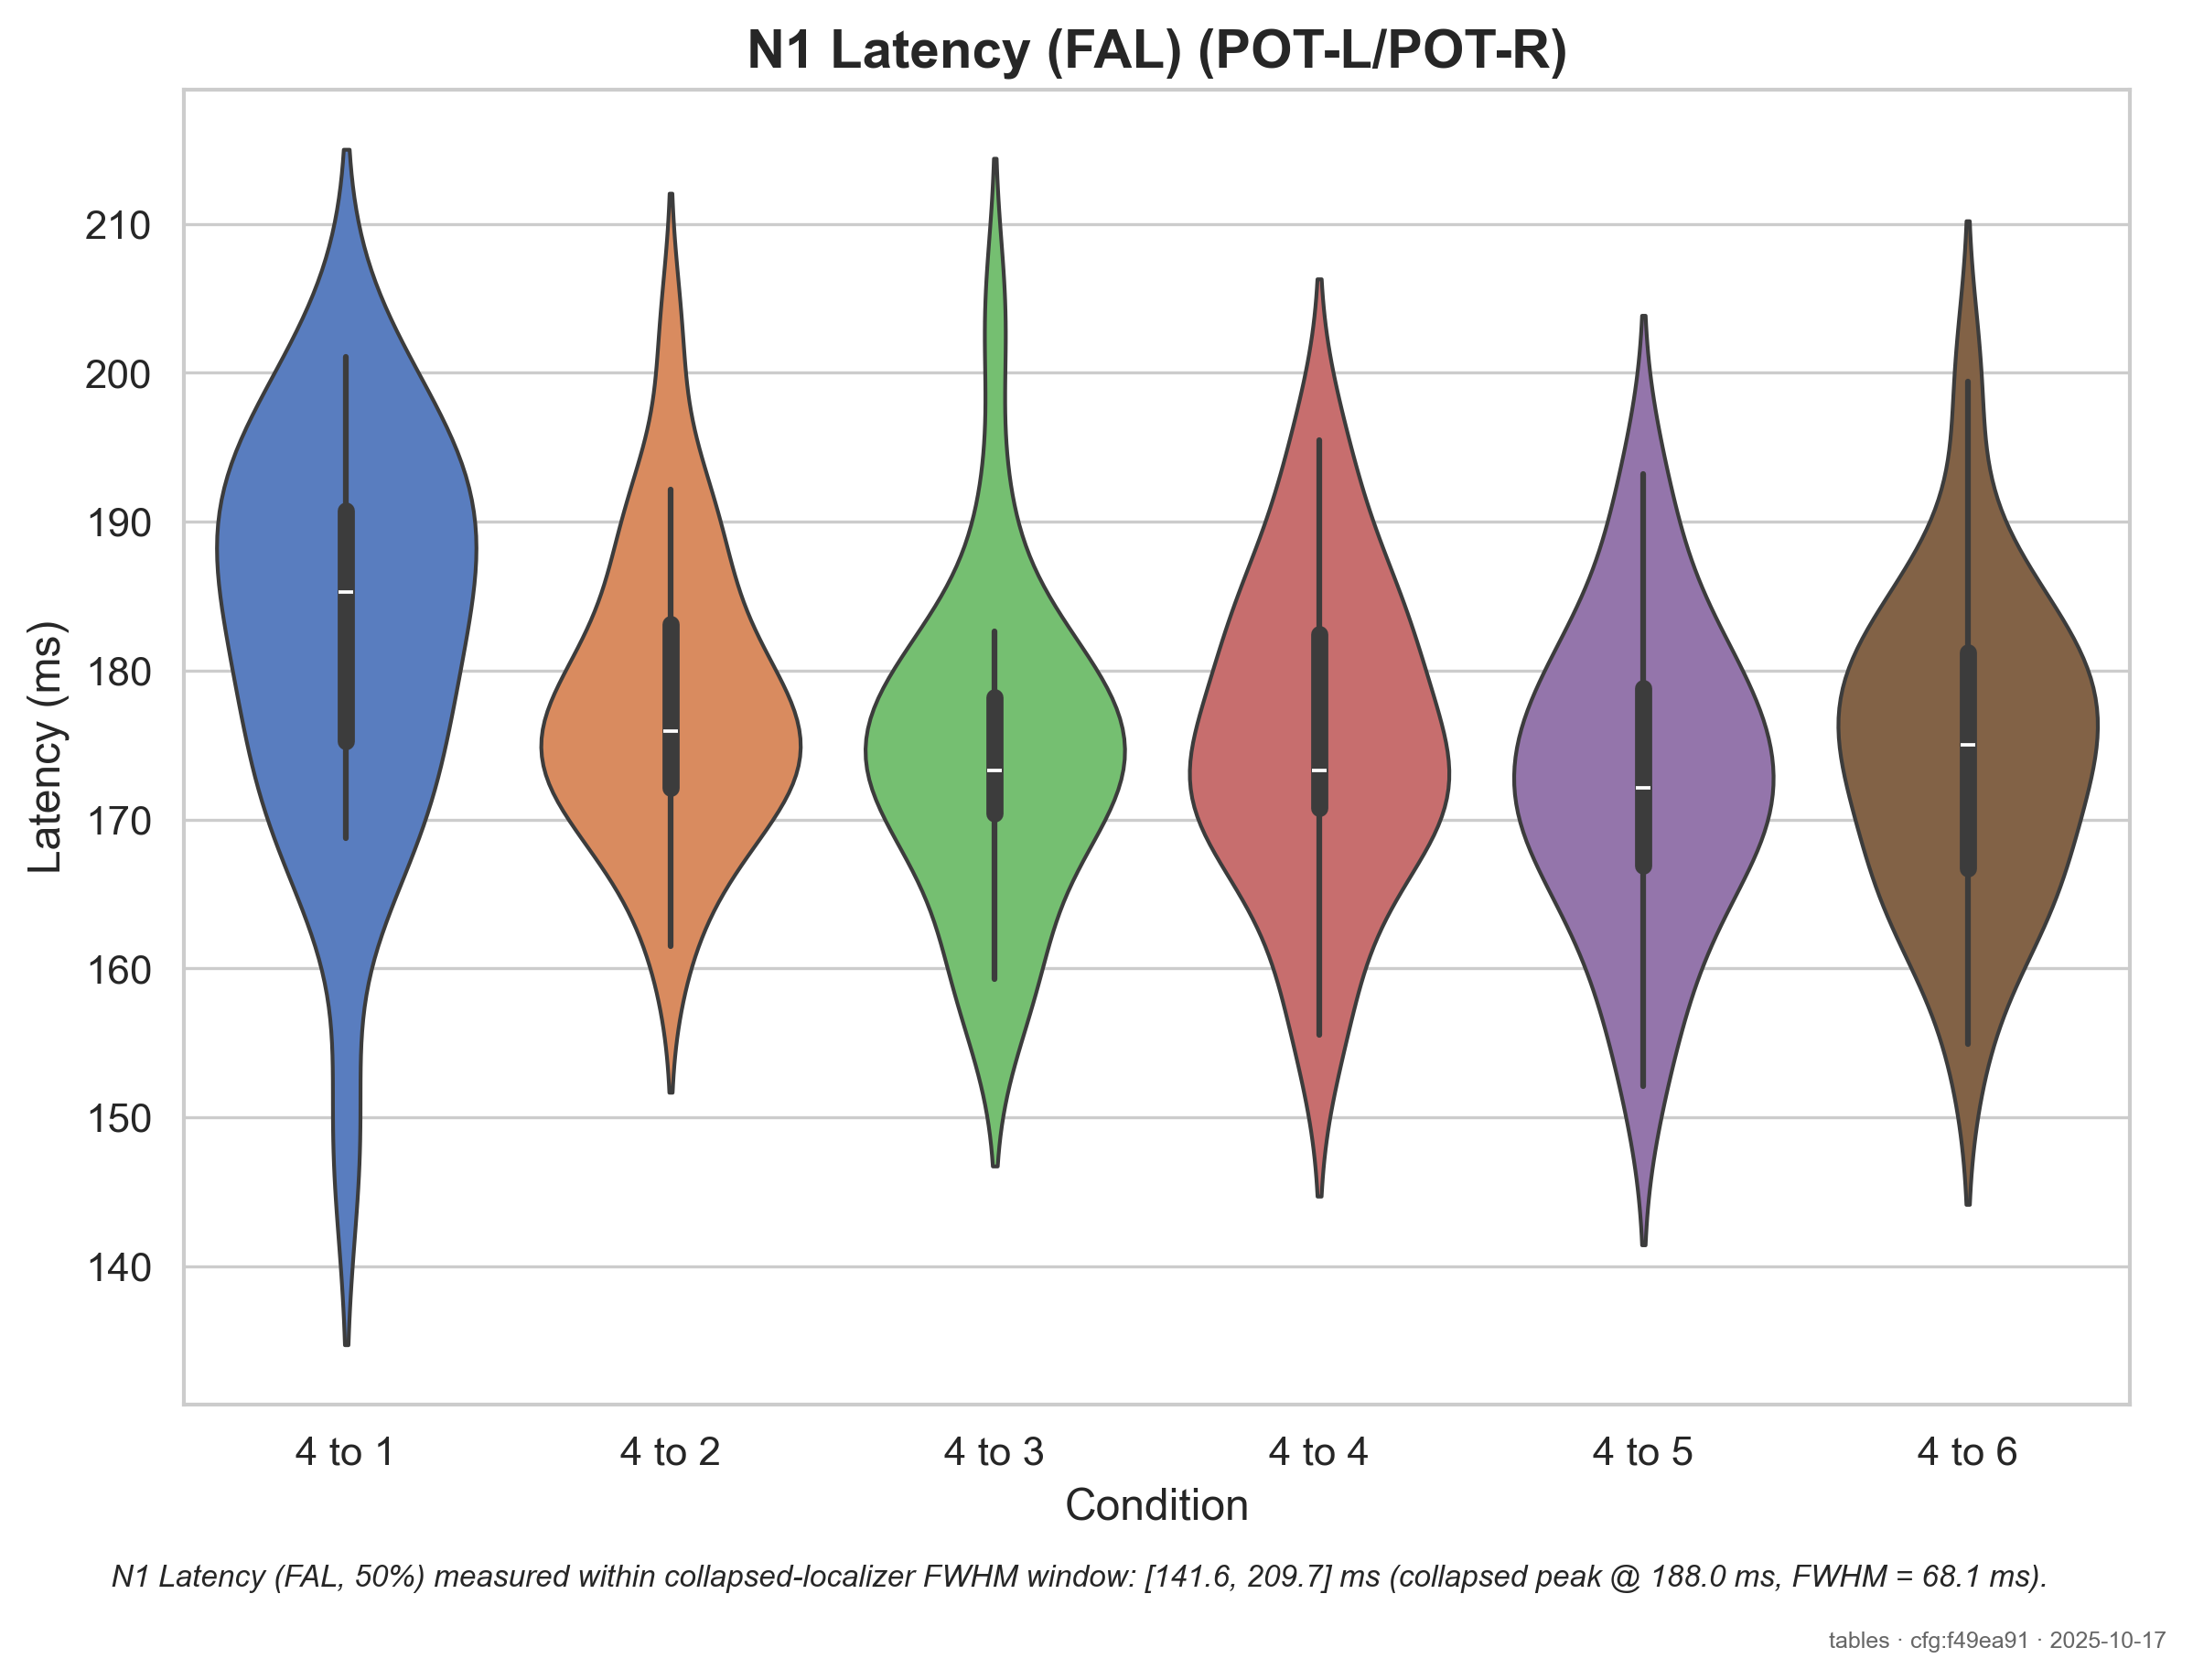 N1 Latency (FAL) (POT-L/POT-R)
Latency (ms)
210
200
190
180
170
160
150
140
4 to 1 4 to 2 4 to 3 4 to 4 4 to 5 4 to 6
Condition
N1 Latency (FAL, 50%) measured within collapsed-localizer FWHM window: [141.6, 209.7] ms (collapsed peak @ 188.0 ms, FWHM = 68.1 ms).
tables · cfg:f49ea91 · 2025-10-17